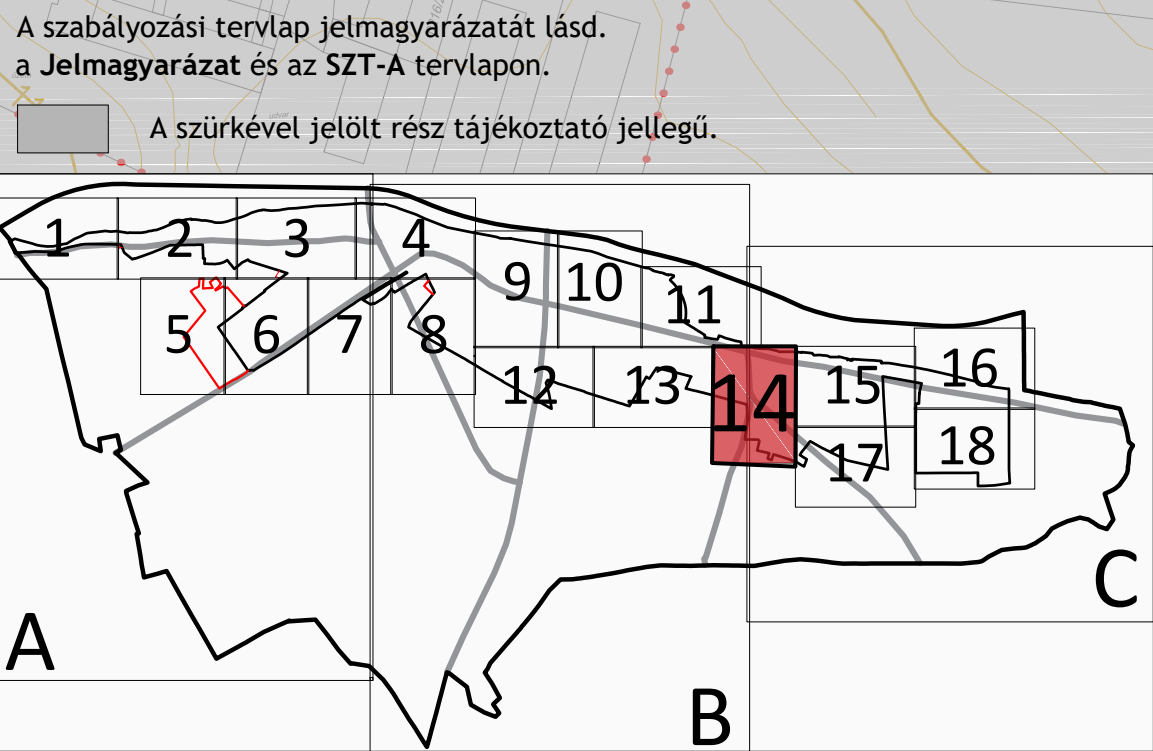 A szabályozási tervlap jelmagyarázatát lásd.
a Jelmagyarázat és az SZT-A tervlapon.
udvar
A szürkével jelölt rész tájékoztató jellegű.
1
2
3
4
5
6
7
8
9
10
11
12
13
14
15
16
17
18
A
B
C